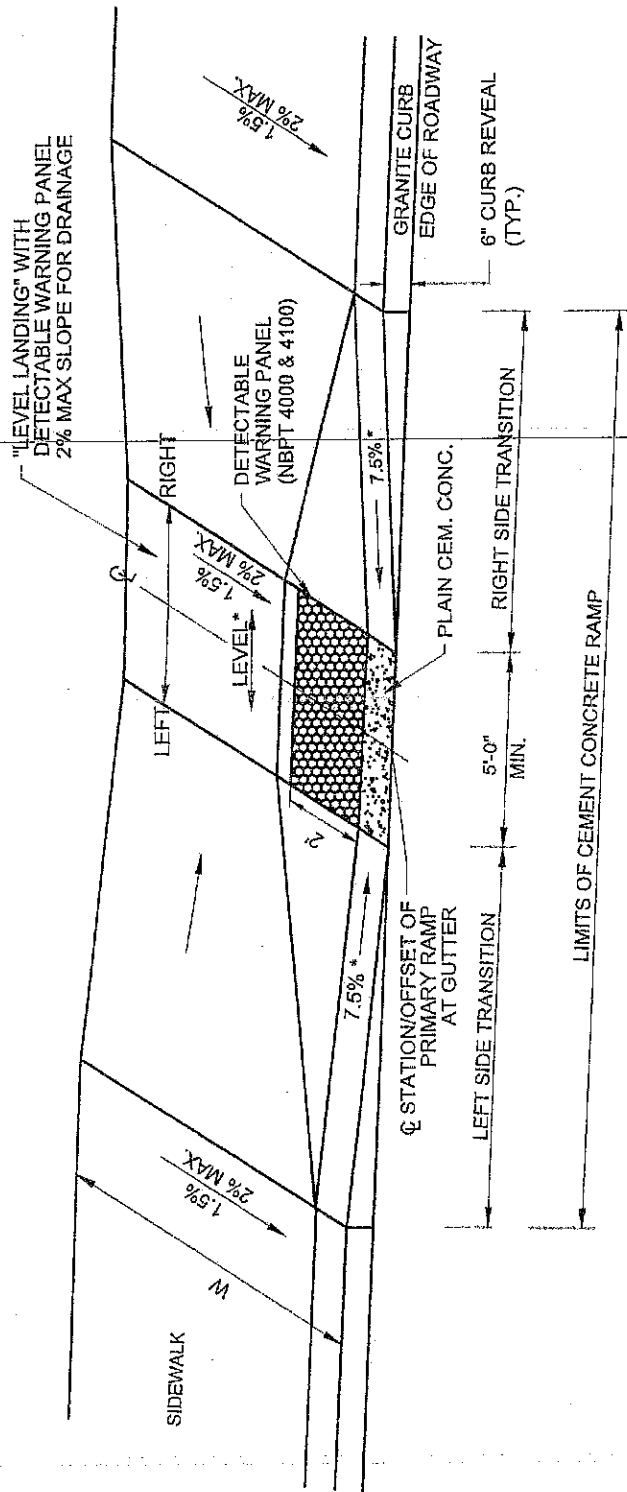 "LEVEL LANDING" WITH
DETECTABLE WARNING PANEL
2% MAX SLOPE FOR DRAINAGE
1.5%
2% MAX.
SIDEWALK
W
1.5%
2% MAX.
LEFT
RIGHT
1.5%
2% MAX.
LEVEL*
DETECTABLE
WARNING PANEL
(NBPT 4000 & 4100)
2'
7.5% *
7.5% *
GRANITE CURB
EDGE OF ROADWAY
6" CURB REVEAL
(TYP.)
PLAIN CEM. CONC.
℄ STATION/OFFSET OF
PRIMARY RAMP
AT GUTTER
LEFT SIDE TRANSITION
5'-0"
MIN.
RIGHT SIDE TRANSITION
LIMITS OF CEMENT CONCRETE RAMP